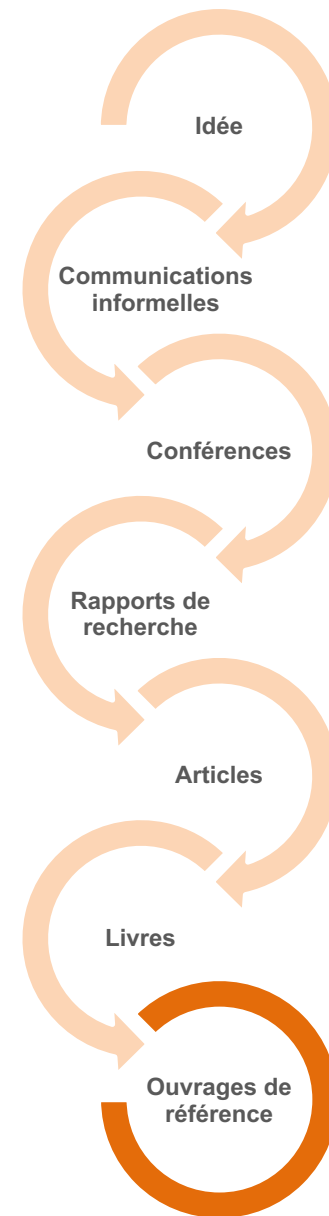 Idée
Communications
informelles
Conférences
Rapports de
recherche
Articles
Livres
Ouvrages de
référence